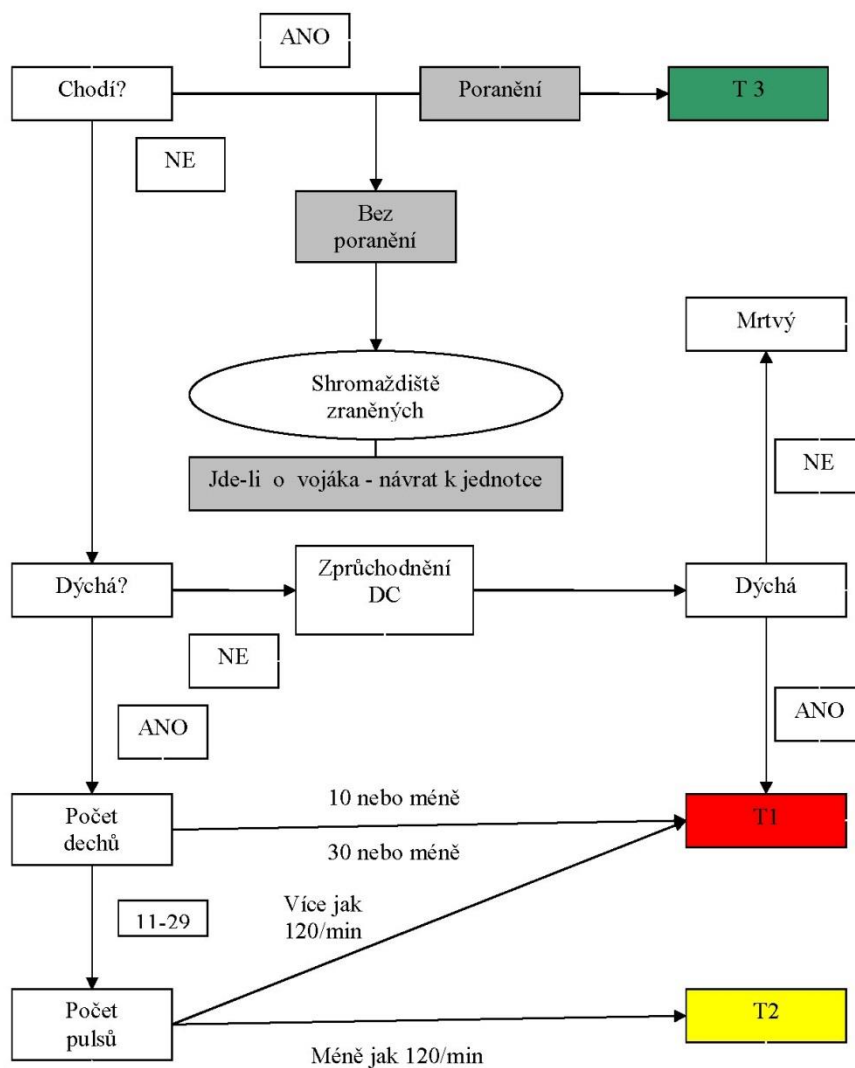 ANO
Chodí?
Poranění
T 3
NE
Bez
poranění
Mrtvý
Shromaždiště
zraněných
NE
Jde-li o vojáka - návrat k jednotce
Dýchá?
Zprůchodnění
DC
Dýchá
NE
ANO
ANO
Počet
dechů
10 nebo méně
T1
30 nebo méně
11-29
Více jak
120/min
Počet
pulsů
T2
Méně jak 120/min